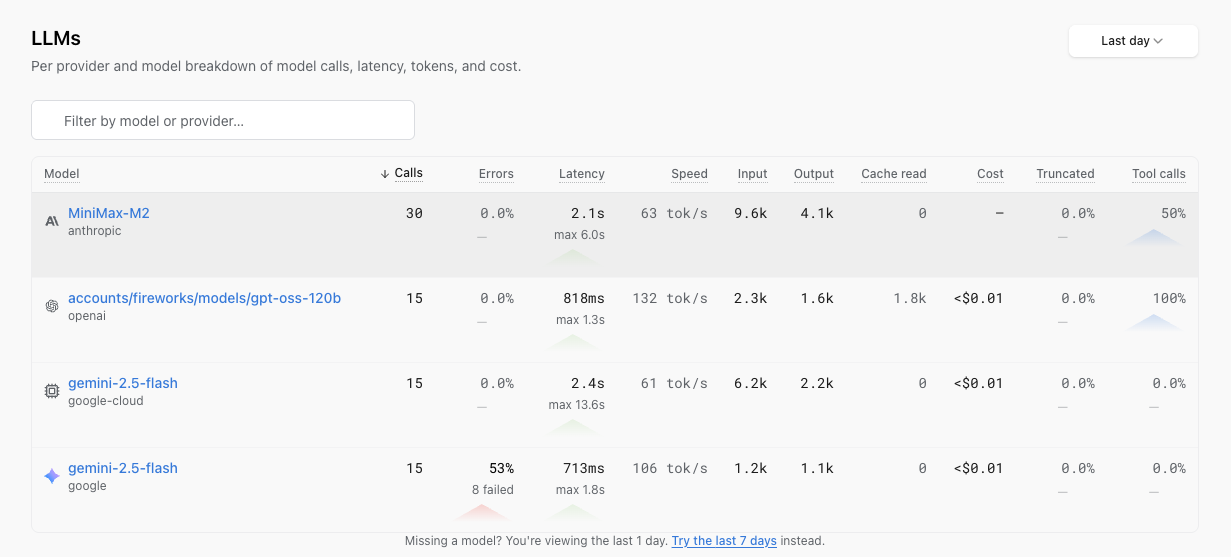 LLMs
Last day
Per provider and model breakdown of model calls, latency, tokens, and cost.
Filter by model or provider...
Model ↓ Calls Errors Latency Speed Input Output Cache read Cost Truncated Tool calls
MiniMax-M2 30 0.0% 2.1s 63 tok/s 9.6k 4.1k 0 — 0.0% 50%
anthropic — max 6.0s —
accounts/fireworks/models/gpt-oss-120b 15 0.0% 818ms 132 tok/s 2.3k 1.6k 1.8k <$0.01 0.0% 100%
openai — max 1.3s —
gemini-2.5-flash 15 0.0% 2.4s 61 tok/s 6.2k 2.2k 0 <$0.01 0.0% 0.0%
google-cloud — max 13.6s — —
gemini-2.5-flash 15 53% 713ms 106 tok/s 1.2k 1.1k 0 <$0.01 0.0% 0.0%
google 8 failed max 1.8s — —
Missing a model? You're viewing the last 1 day. Try the last 7 days instead.